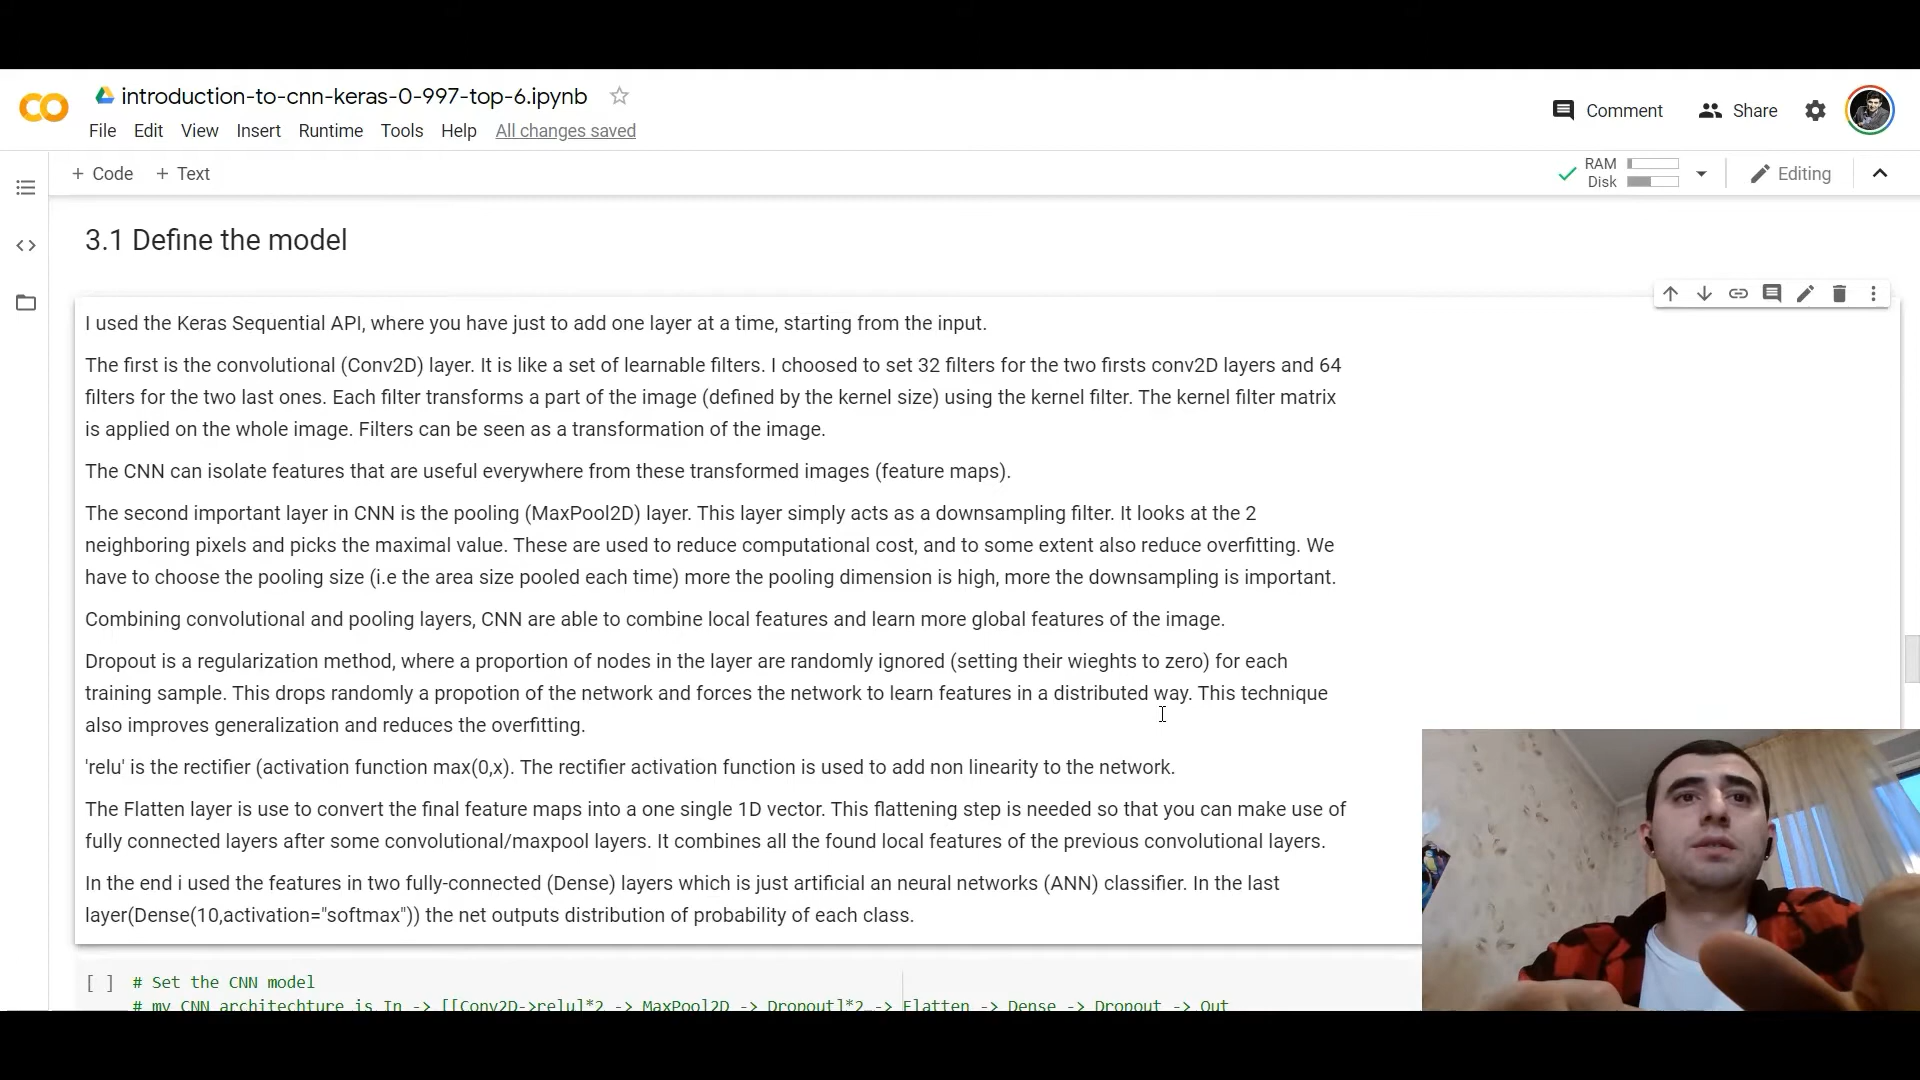 introduction-to-cnn-keras-0-997-top-6.ipynb
Comment
Share
File Edit View Insert Runtime Tools Help All changes saved
+ Code + Text
RAM
Disk
Editing
3.1 Define the model
I used the Keras Sequential API, where you have just to add one layer at a time, starting from the input.
The first is the convolutional (Conv2D) layer. It is like a set of learnable filters. I choosed to set 32 filters for the two firsts conv2D layers and 64
filters for the two last ones. Each filter transforms a part of the image (defined by the kernel size) using the kernel filter. The kernel filter matrix
is applied on the whole image. Filters can be seen as a transformation of the image.
The CNN can isolate features that are useful everywhere from these transformed images (feature maps).
The second important layer in CNN is the pooling (MaxPool2D) layer. This layer simply acts as a downsampling filter. It looks at the 2
neighboring pixels and picks the maximal value. These are used to reduce computational cost, and to some extent also reduce overfitting. We
have to choose the pooling size (i.e the area size pooled each time) more the pooling dimension is high, more the downsampling is important.
Combining convolutional and pooling layers, CNN are able to combine local features and learn more global features of the image.
Dropout is a regularization method, where a proportion of nodes in the layer are randomly ignored (setting their wieghts to zero) for each
training sample. This drops randomly a propotion of the network and forces the network to learn features in a distributed way. This technique
also improves generalization and reduces the overfitting.
'relu' is the rectifier (activation function max(0,x). The rectifier activation function is used to add non linearity to the network.
The Flatten layer is use to convert the final feature maps into a one single 1D vector. This flattening step is needed so that you can make use of
fully connected layers after some convolutional/maxpool layers. It combines all the found local features of the previous convolutional layers.
In the end i used the features in two fully-connected (Dense) layers which is just artificial an neural networks (ANN) classifier. In the last
layer(Dense(10,activation="softmax")) the net outputs distribution of probability of each class.
[ ] # Set the CNN model
# my CNN architechture is In -> [[Conv2D->relu]*2 -> MaxPool2D -> Dropout]*2 -> Flatten -> Dense -> Dropout -> Out